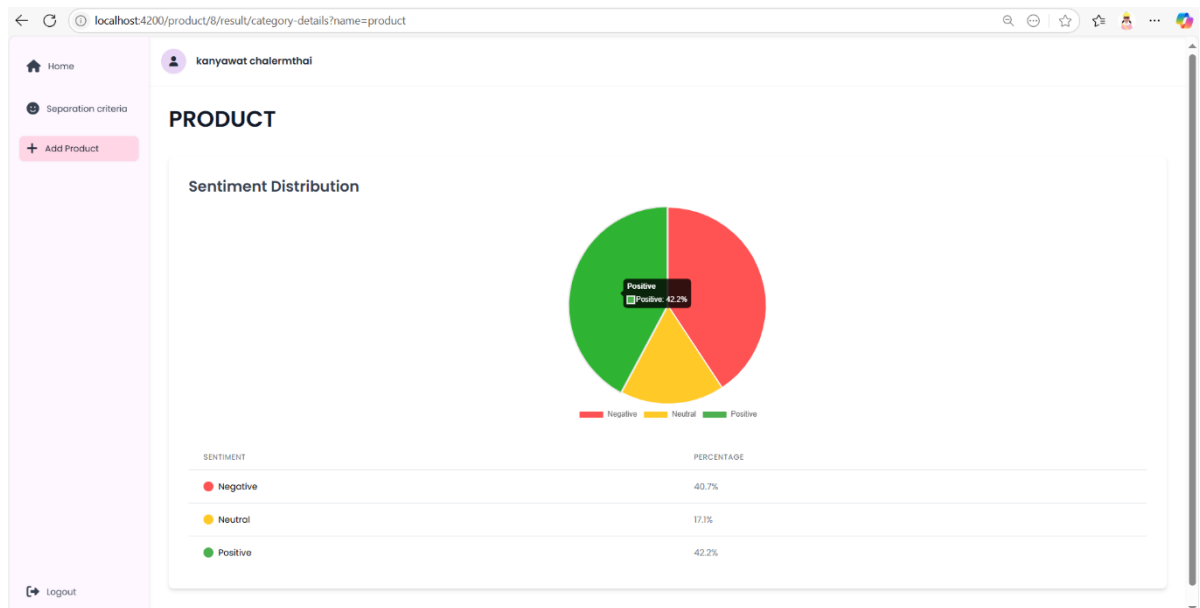 localhost:4200/product/8/result/category-details?name=product
Home
kanyawat chalermthai
Separation criteria
PRODUCT
Add Product
Sentiment Distribution
Positive
Positive: 42.2%
Negative Neutral Positive
SENTIMENT PERCENTAGE
Negative 40.7%
Neutral 17.1%
Positive 42.2%
Logout